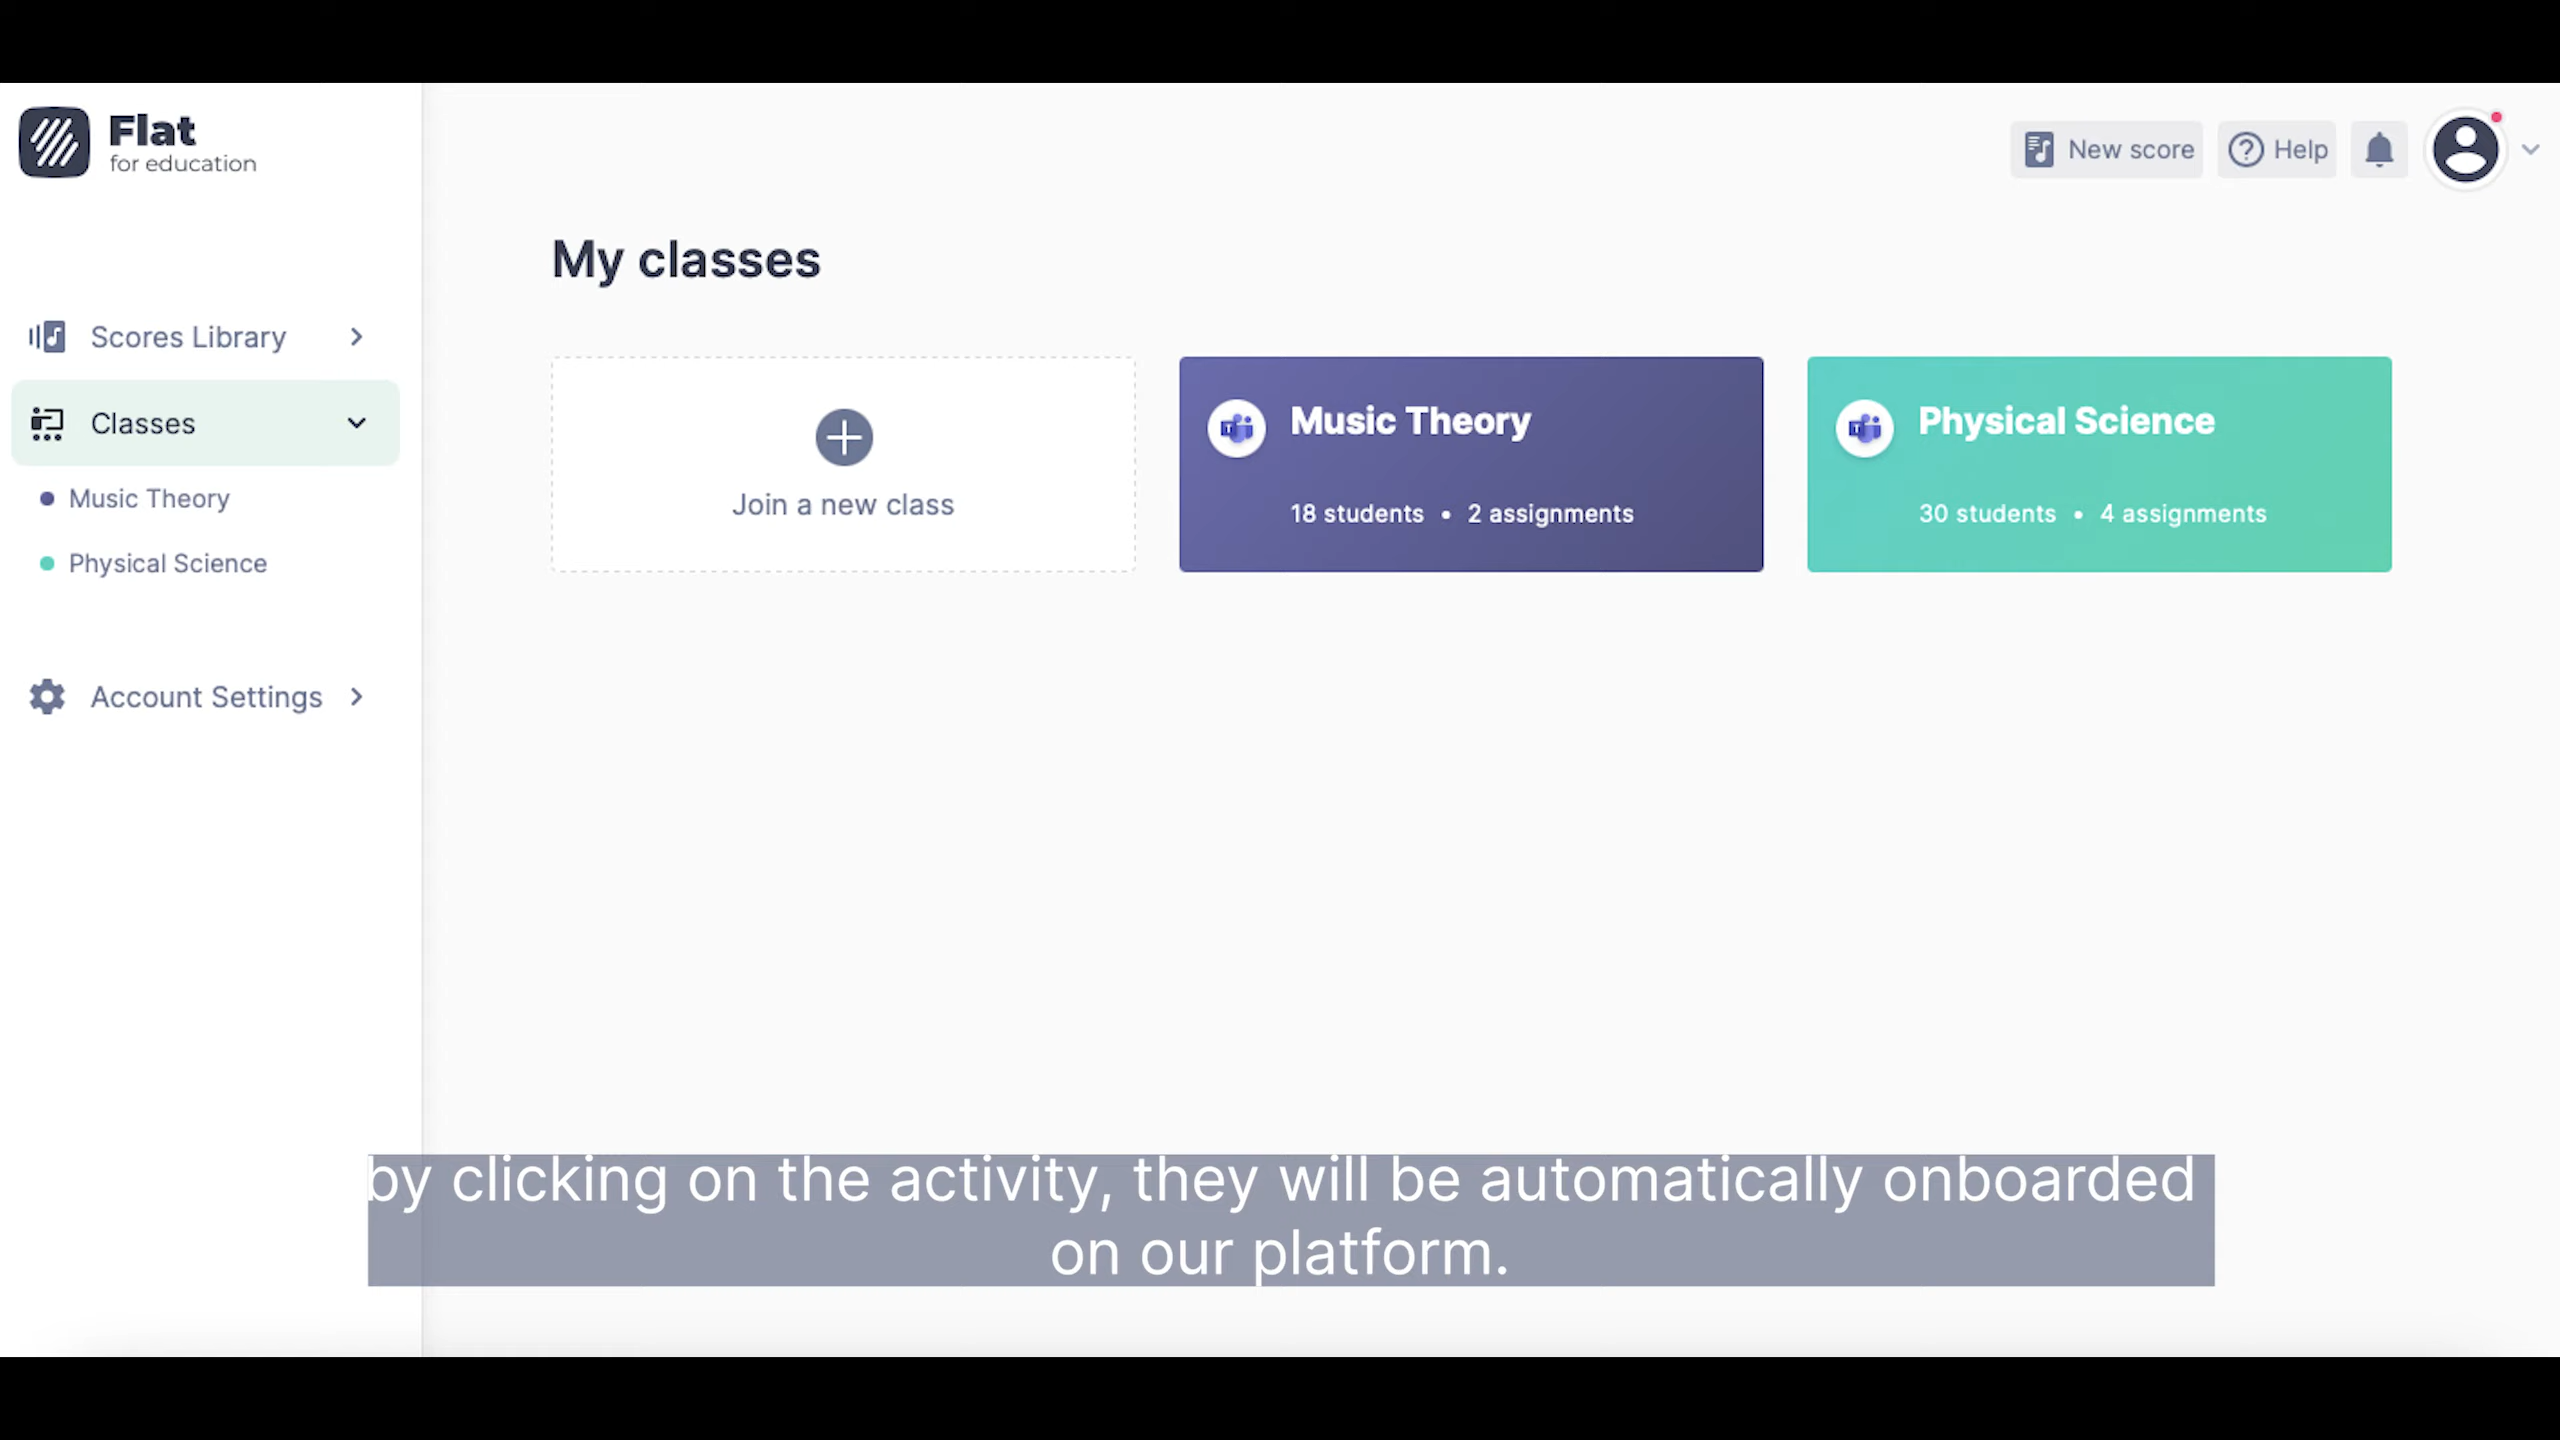 Flat
for education
New score
Help
My classes
Scores Library
Classes
Music Theory
Physical Science
Account Settings
Join a new class
Music Theory
18 students • 2 assignments
Physical Science
30 students • 4 assignments
by clicking on the activity, they will be automatically onboarded
on our platform.